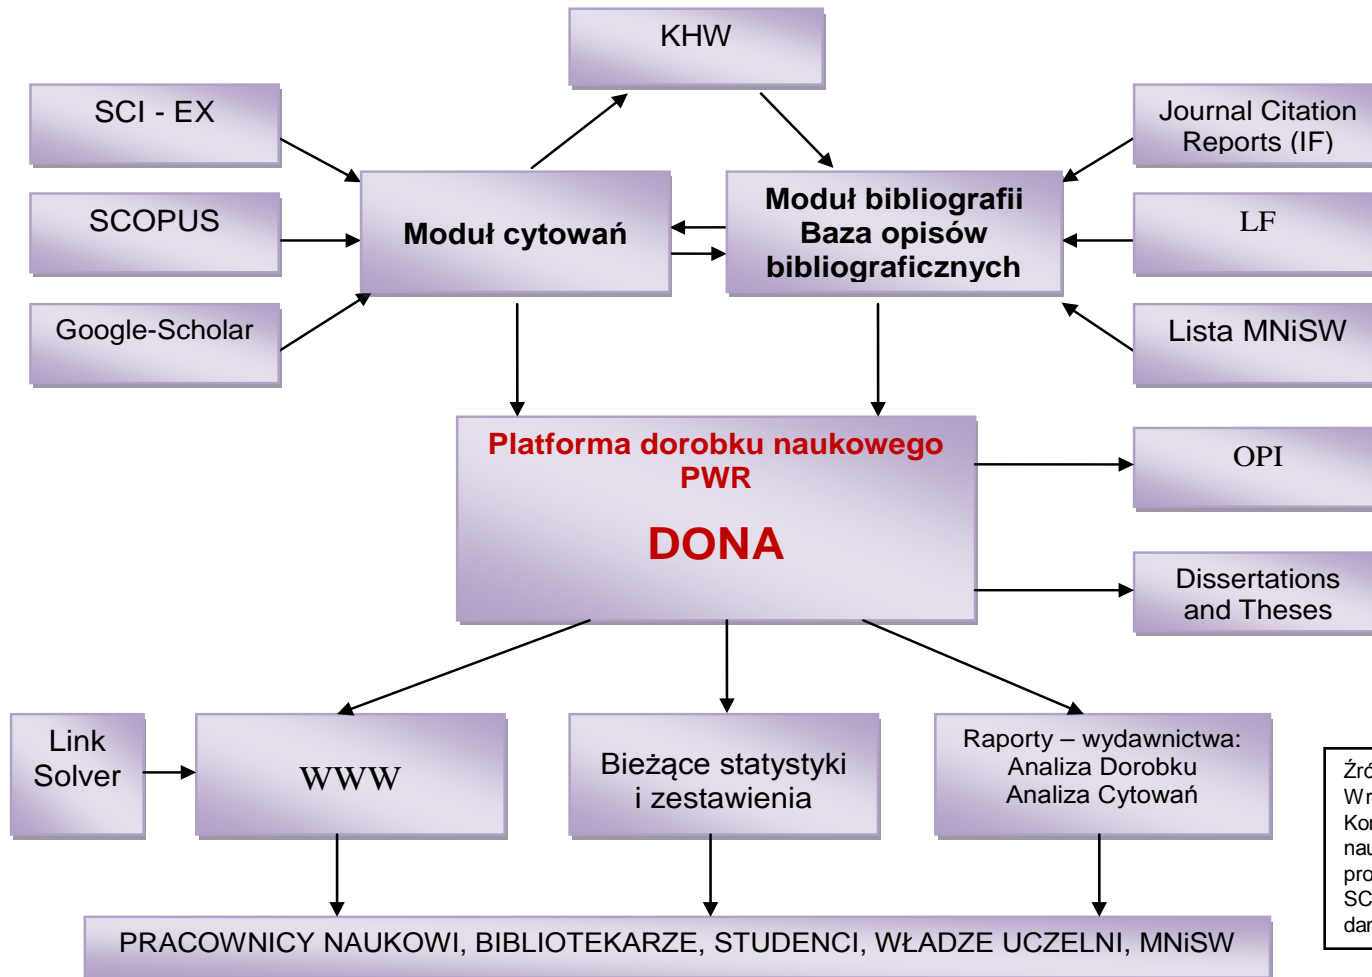 KHW
SCI - EX
Journal Citation
Reports (IF)
SCOPUS
Moduł cytowań
Moduł bibliografii
Baza opisów
bibliograficznych
LF
Google-Scholar
Lista MNiSW
Platforma dorobku naukowego
PWR
DONA
OPI
Dissertations
and Theses
Link
Solver
WWW
Bieżące statystyki
i zestawienia
Raporty – wydawnictwa:
Analiza Dorobku
Analiza Cytowań
PRACOWNICY NAUKOWI, BIBLIOTEKARZE, STUDENCI, WŁADZE UCZELNI, MNiSW